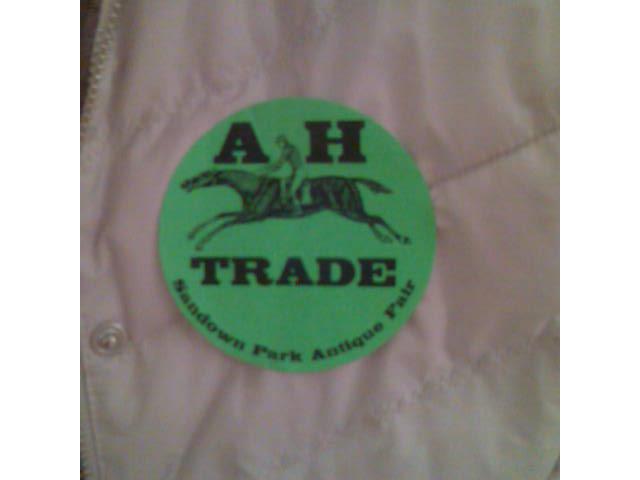 A H
TRADE
Sandown Park Antique Fair